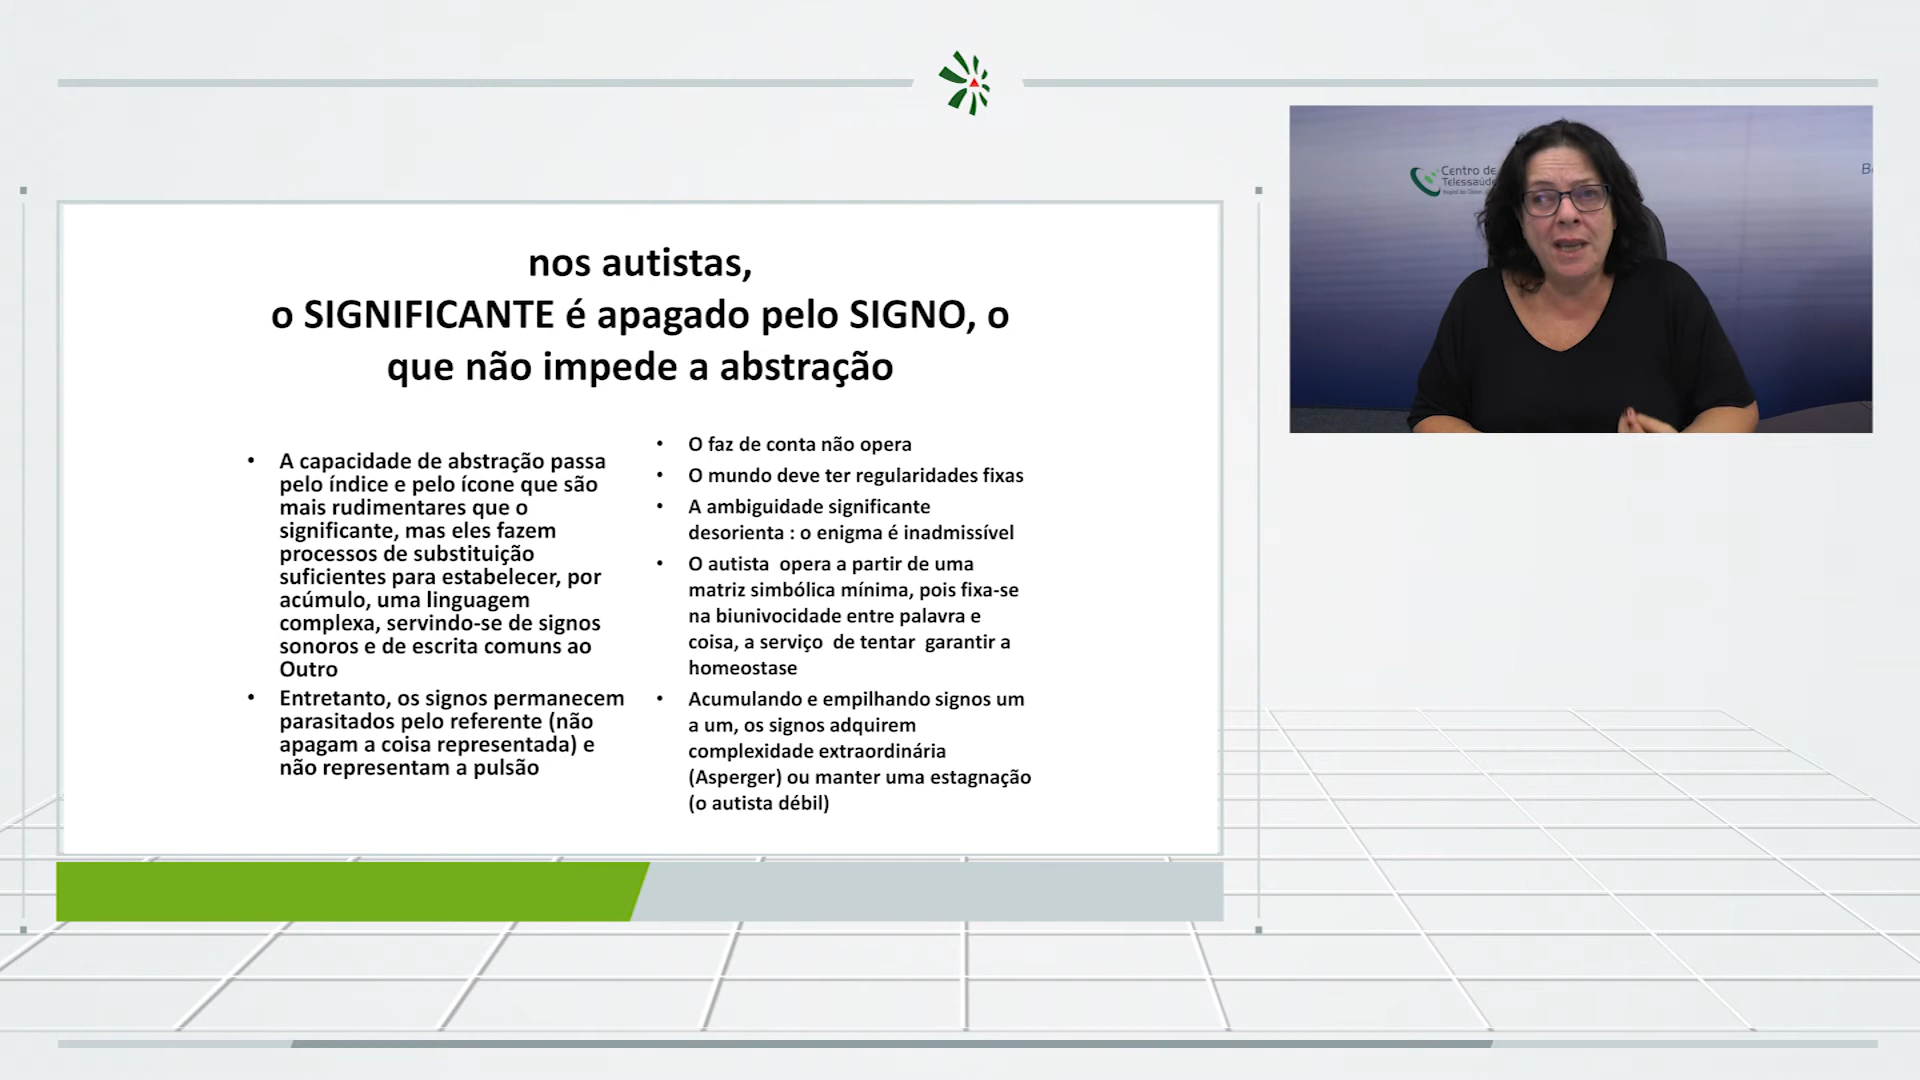 nos autistas,
o SIGNIFICANTE é apagado pelo SIGNO, o
que não impede a abstração
• A capacidade de abstração passa
pelo índice e pelo ícone que são
mais rudimentares que o
significante, mas eles fazem
processos de substituição
suficientes para estabelecer, por
acúmulo, uma linguagem
complexa, servindo-se de signos
sonoros e de escrita comuns ao
Outro
• Entretanto, os signos permanecem
parasitados pelo referente (não
apagam a coisa representada) e
não representam a pulsão
• O faz de conta não opera
• O mundo deve ter regularidades fixas
• A ambiguidade significante
desorienta : o enigma é inadmissível
• O autista opera a partir de uma
matriz simbólica mínima, pois fixa-se
na biunivocidade entre palavra e
coisa, a serviço de tentar garantir a
homeostase
• Acumulando e empilhando signos um
a um, os signos adquirem
complexidade extraordinária
(Asperger) ou manter uma estagnação
(o autista débil)
Centro de
Telessaúde